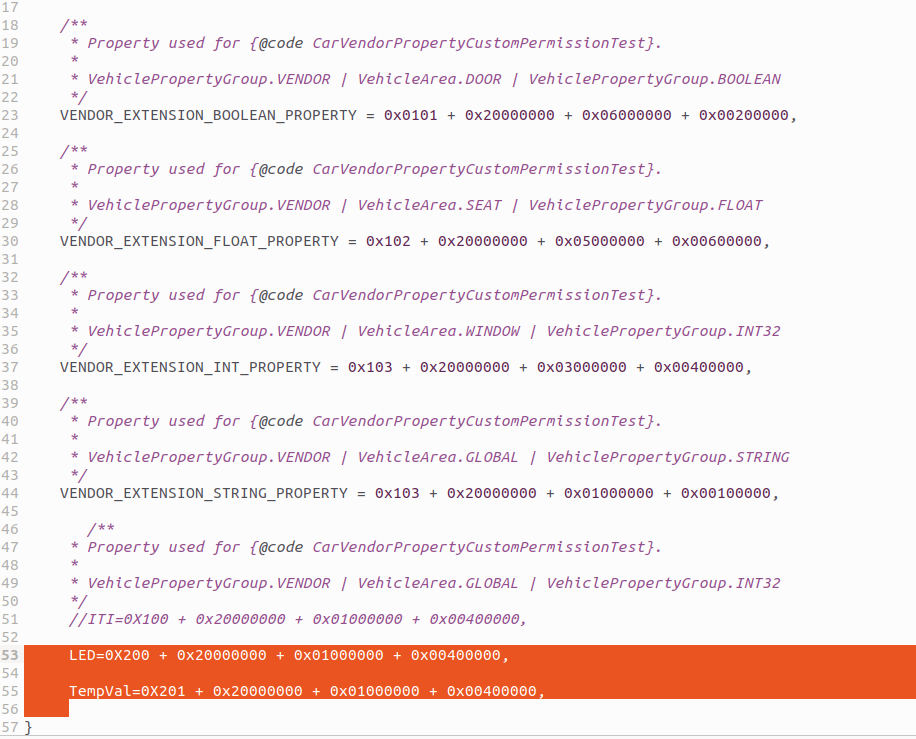 17
18 /**
19 * Property used for {@code CarVendorPropertyCustomPermissionTest}.
20 *
21 * VehiclePropertyGroup.VENDOR | VehicleArea.DOOR | VehiclePropertyGroup.BOOLEAN
22 */
23 VENDOR_EXTENSION_BOOLEAN_PROPERTY = 0x0101 + 0x20000000 + 0x06000000 + 0x00200000,
24
25 /**
26 * Property used for {@code CarVendorPropertyCustomPermissionTest}.
27 *
28 * VehiclePropertyGroup.VENDOR | VehicleArea.SEAT | VehiclePropertyGroup.FLOAT
29 */
30 VENDOR_EXTENSION_FLOAT_PROPERTY = 0x102 + 0x20000000 + 0x05000000 + 0x00600000,
31
32 /**
33 * Property used for {@code CarVendorPropertyCustomPermissionTest}.
34 *
35 * VehiclePropertyGroup.VENDOR | VehicleArea.WINDOW | VehiclePropertyGroup.INT32
36 */
37 VENDOR_EXTENSION_INT_PROPERTY = 0x103 + 0x20000000 + 0x03000000 + 0x00400000,
38
39 /**
40 * Property used for {@code CarVendorPropertyCustomPermissionTest}.
41 *
42 * VehiclePropertyGroup.VENDOR | VehicleArea.GLOBAL | VehiclePropertyGroup.STRING
43 */
44 VENDOR_EXTENSION_STRING_PROPERTY = 0x103 + 0x20000000 + 0x01000000 + 0x00100000,
45
46 /**
47 * Property used for {@code CarVendorPropertyCustomPermissionTest}.
48 *
49 * VehiclePropertyGroup.VENDOR | VehicleArea.GLOBAL | VehiclePropertyGroup.INT32
50 */
51 //ITI=0X100 + 0x20000000 + 0x01000000 + 0x00400000,
52
53 LED=0X200 + 0x20000000 + 0x01000000 + 0x00400000,
54
55 TempVal=0X201 + 0x20000000 + 0x01000000 + 0x00400000,
56
57 }